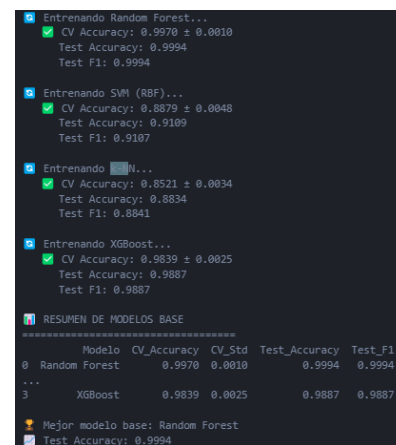 Entrenando Random Forest...
CV Accuracy: 0.9970 ± 0.0010
Test Accuracy: 0.9994
Test F1: 0.9994
Entrenando SVM (RBF)...
CV Accuracy: 0.8879 ± 0.0048
Test Accuracy: 0.9109
Test F1: 0.9107
Entrenando k-NN...
CV Accuracy: 0.8521 ± 0.0034
Test Accuracy: 0.8834
Test F1: 0.8841
Entrenando XGBoost...
CV Accuracy: 0.9839 ± 0.0025
Test Accuracy: 0.9887
Test F1: 0.9887
RESUMEN DE MODELOS BASE
===================================
Modelo CV_Accuracy CV_Std Test_Accuracy Test_F1
0 Random Forest 0.9970 0.0010 0.9994 0.9994
...
3 XGBoost 0.9839 0.0025 0.9887 0.9887
Mejor modelo base: Random Forest
Test Accuracy: 0.9994